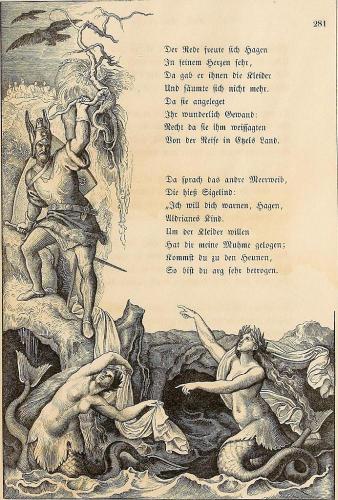 281
Der Rede freute sich Hagen
In seinem Herzen sehr,
Da gab er ihnen die Kleider
Und säumte sich nicht mehr.
Da sie angeleget
Ihr wunderlich Gewand:
Recht da sie ihm weissagten
Von der Reise in Etzels Land.
Da sprach das andre Meerweib,
Die hieß Sigelind:
„Ich will dich warnen, Hagen,
Aldrianes Kind.
Um der Kleider willen
Hat dir meine Muhme gelogen;
Kommst du zu den Heunen,
So bist du arg sehr betrogen.